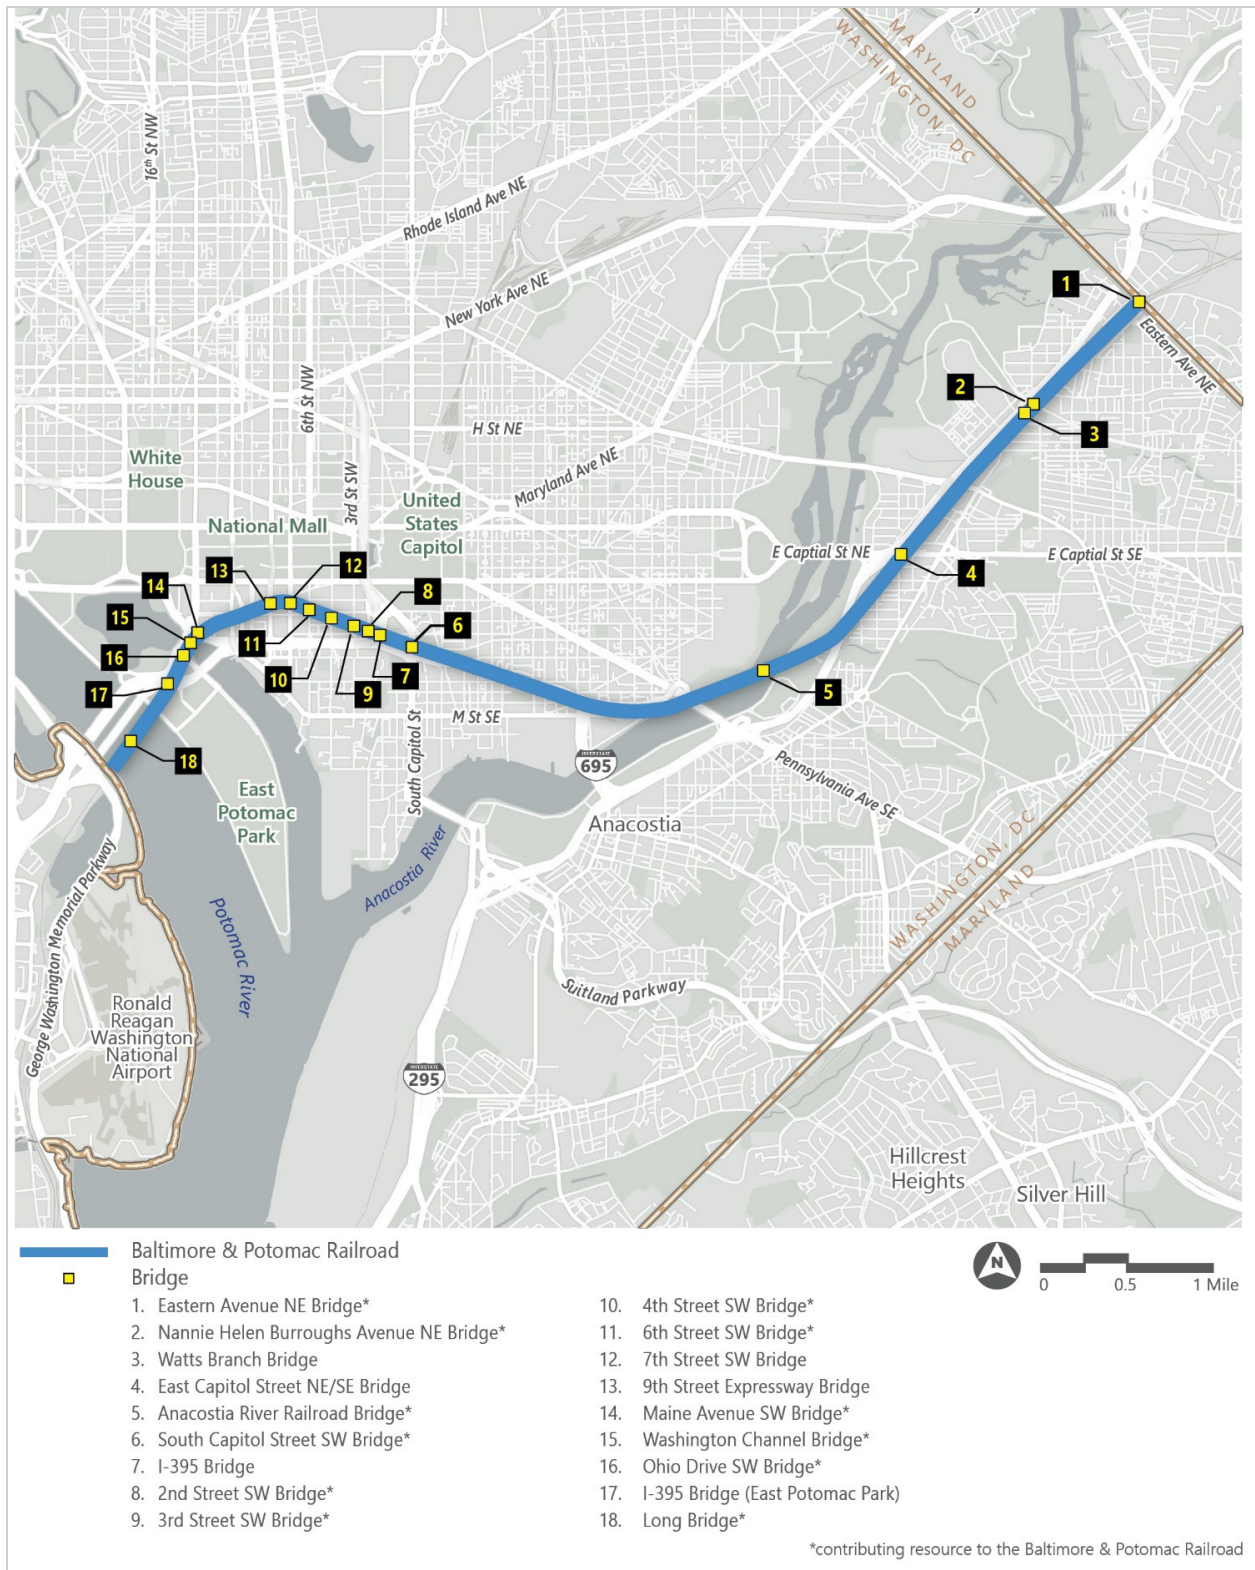 MARYLAND
WASHINGTON, DC
16th St NW
Rhode Island Ave NE
New York Ave NE
1
Eastern Ave NE
6th St NW
2
3
H St NE
White
House
3rd St SW
Maryland Ave NE
United
States
Capitol
National Mall
E Captial St NE
E Captial St SE
4
13
12
14
8
15
6
11
16
10
9
7
17
5
M St SE
South Capitol St
18
INTERSTATE
695
Pennsylvania Ave SE
East
Potomac
Park
Anacostia
WASHINGTON, DC
MARYLAND
George Washington Memorial Parkway
Anacostia River
Potomac River
Suitland Parkway
Ronald
Reagan
Washington
National
Airport
INTERSTATE
295
Hillcrest
Heights
Silver Hill
Baltimore & Potomac Railroad
Bridge
N
0 0.5 1 Mile
1. Eastern Avenue NE Bridge*
2. Nannie Helen Burroughs Avenue NE Bridge*
3. Watts Branch Bridge
4. East Capitol Street NE/SE Bridge
5. Anacostia River Railroad Bridge*
6. South Capitol Street SW Bridge*
7. I-395 Bridge
8. 2nd Street SW Bridge*
9. 3rd Street SW Bridge*
10. 4th Street SW Bridge*
11. 6th Street SW Bridge*
12. 7th Street SW Bridge
13. 9th Street Expressway Bridge
14. Maine Avenue SW Bridge*
15. Washington Channel Bridge*
16. Ohio Drive SW Bridge*
17. I-395 Bridge (East Potomac Park)
18. Long Bridge*
*contributing resource to the Baltimore & Potomac Railroad